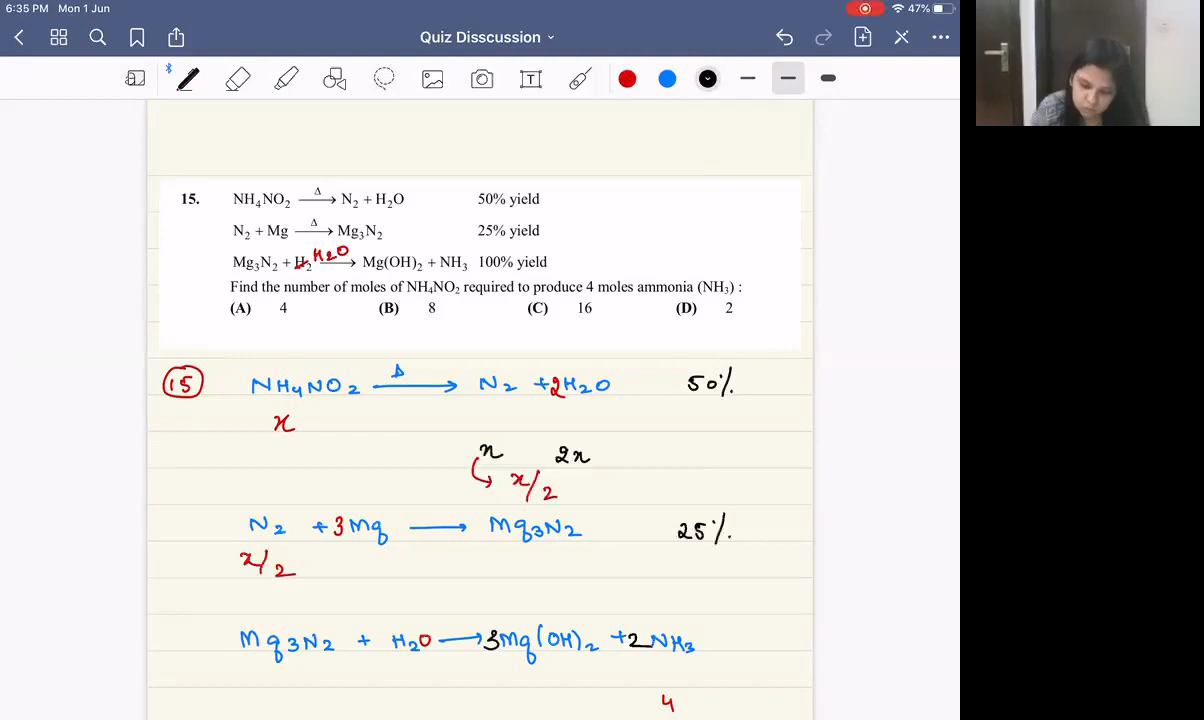 6:35 PM Mon 1 Jun
47%
Quiz Disscussion
15. NH₄NO₂ —Δ→ N₂ + H₂O 50% yield
N₂ + Mg —Δ→ Mg₃N₂ 25% yield
H2O
Mg₃N₂ + H₂ ⟶ Mg(OH)₂ + NH₃ 100% yield
Find the number of moles of NH₄NO₂ required to produce 4 moles ammonia (NH₃) :
(A) 4 (B) 8 (C) 16 (D) 2
15 NH4NO2 —Δ→ N2 + 2H2O 50%
x
x 2x
x/2
N2 + 3Mg ⟶ Mg3N2 25%
x/2
Mg3N2 + H2O ⟶ 3Mg(OH)2 + 2NH3
4